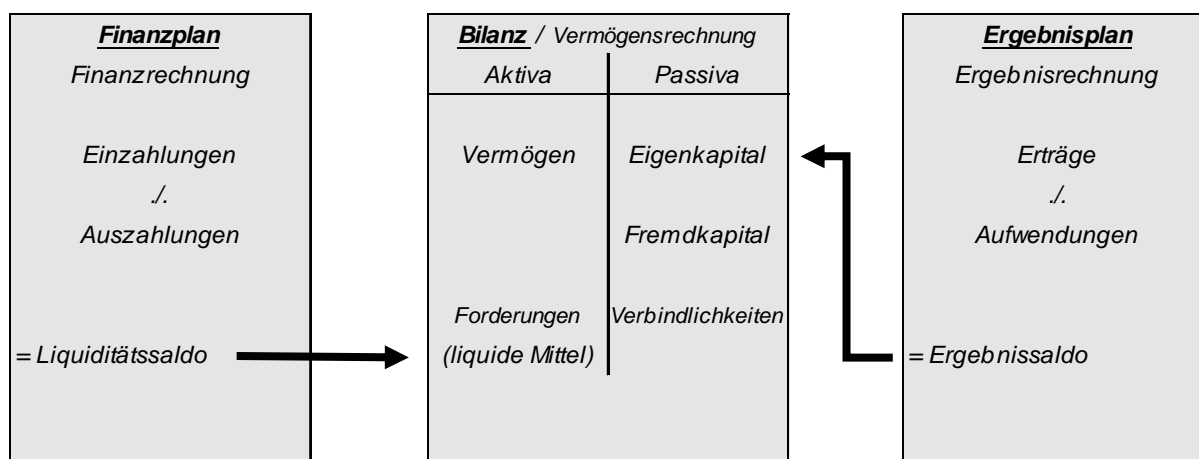 Finanzplan
Finanzrechnung
Einzahlungen
./.
Auszahlungen
= Liquiditätssaldo
Bilanz / Vermögensrechnung
Aktiva Passiva
Vermögen Eigenkapital
Fremdkapital
Forderungen Verbindlichkeiten
(liquide Mittel)
Ergebnisplan
Ergebnisrechnung
Erträge
./.
Aufwendungen
= Ergebnissaldo